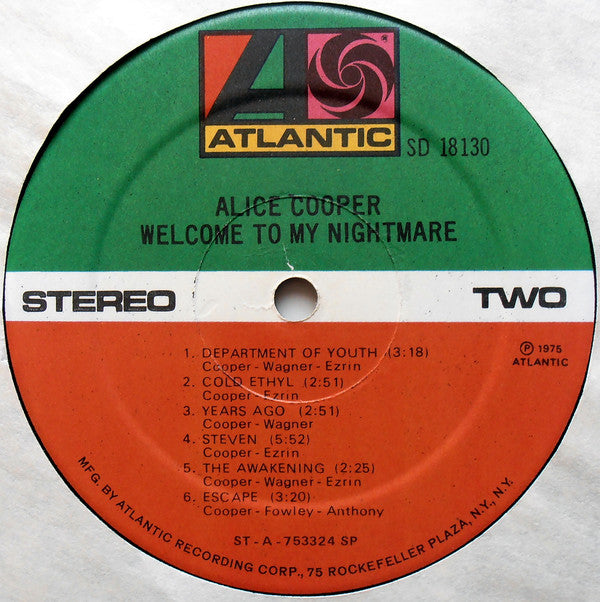 ATLANTIC
SD 18130
ALICE COOPER
WELCOME TO MY NIGHTMARE
STEREO
TWO
℗ 1975
ATLANTIC
1. DEPARTMENT OF YOUTH (3:18)
Cooper - Wagner - Ezrin
2. COLD ETHYL (2:51)
Cooper - Ezrin
3. YEARS AGO (2:51)
Cooper - Wagner
4. STEVEN (5:52)
Cooper - Ezrin
5. THE AWAKENING (2:25)
Cooper - Wagner - Ezrin
6. ESCAPE (3:20)
Cooper - Fowley - Anthony
ST - A - 753324 SP
MFG. BY ATLANTIC RECORDING CORP., 75 ROCKEFELLER PLAZA, N.Y., N.Y.